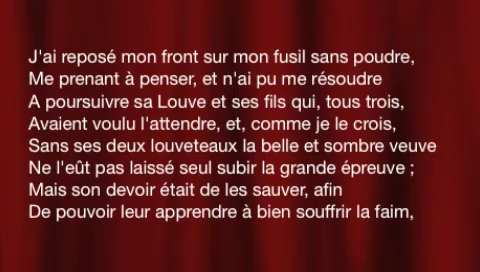 J'ai reposé mon front sur mon fusil sans poudre,
Me prenant à penser, et n'ai pu me résoudre
A poursuivre sa Louve et ses fils qui, tous trois,
Avaient voulu l'attendre, et, comme je le crois,
Sans ses deux louveteaux la belle et sombre veuve
Ne l'eût pas laissé seul subir la grande épreuve ;
Mais son devoir était de les sauver, afin
De pouvoir leur apprendre à bien souffrir la faim,